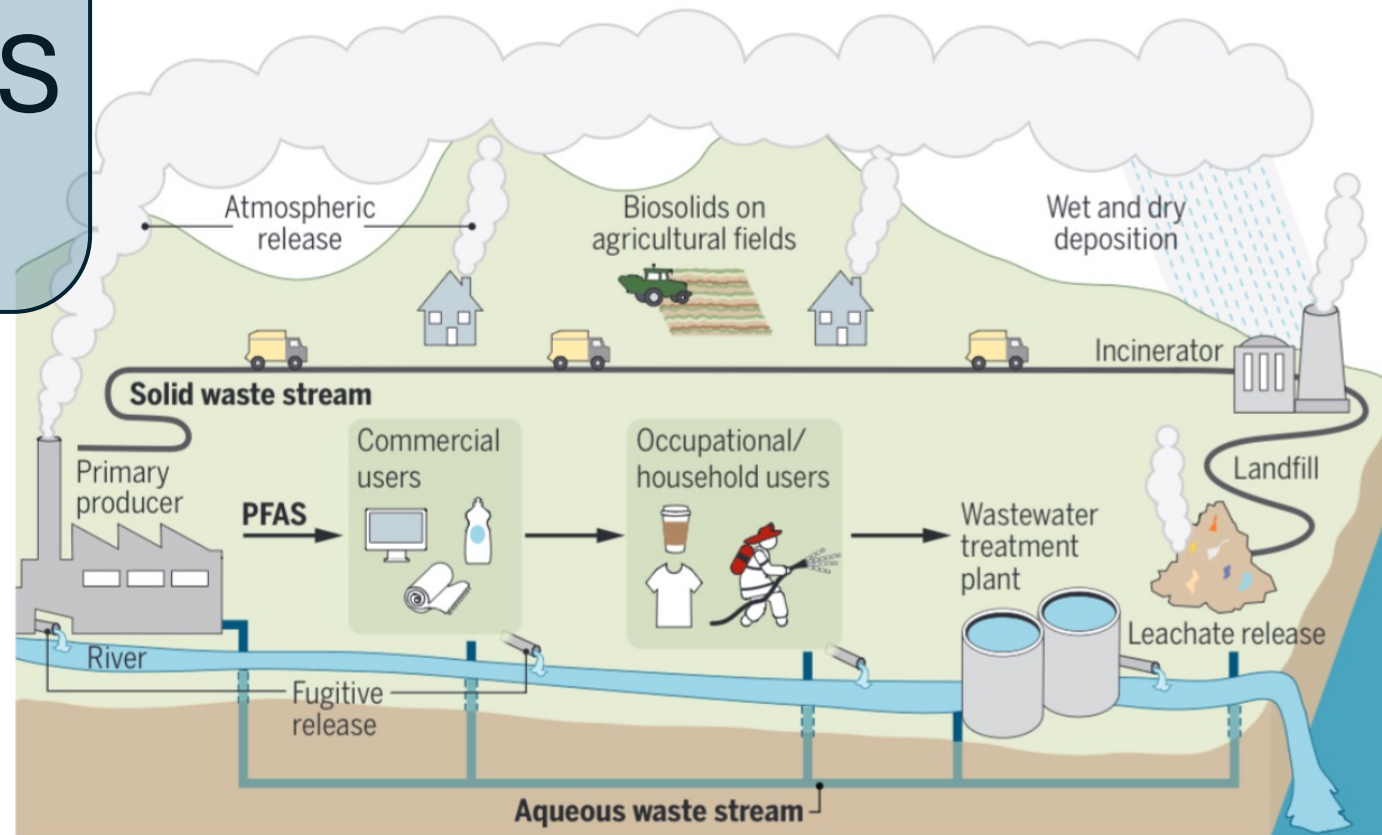 S
Atmospheric
release
Biosolids on
agricultural fields
Wet and dry
deposition
Incinerator
Solid waste stream
Primary
producer
PFAS
Commercial
users
Occupational/
household users
Wastewater
treatment
plant
Landfill
Leachate release
River
Fugitive
release
Aqueous waste stream